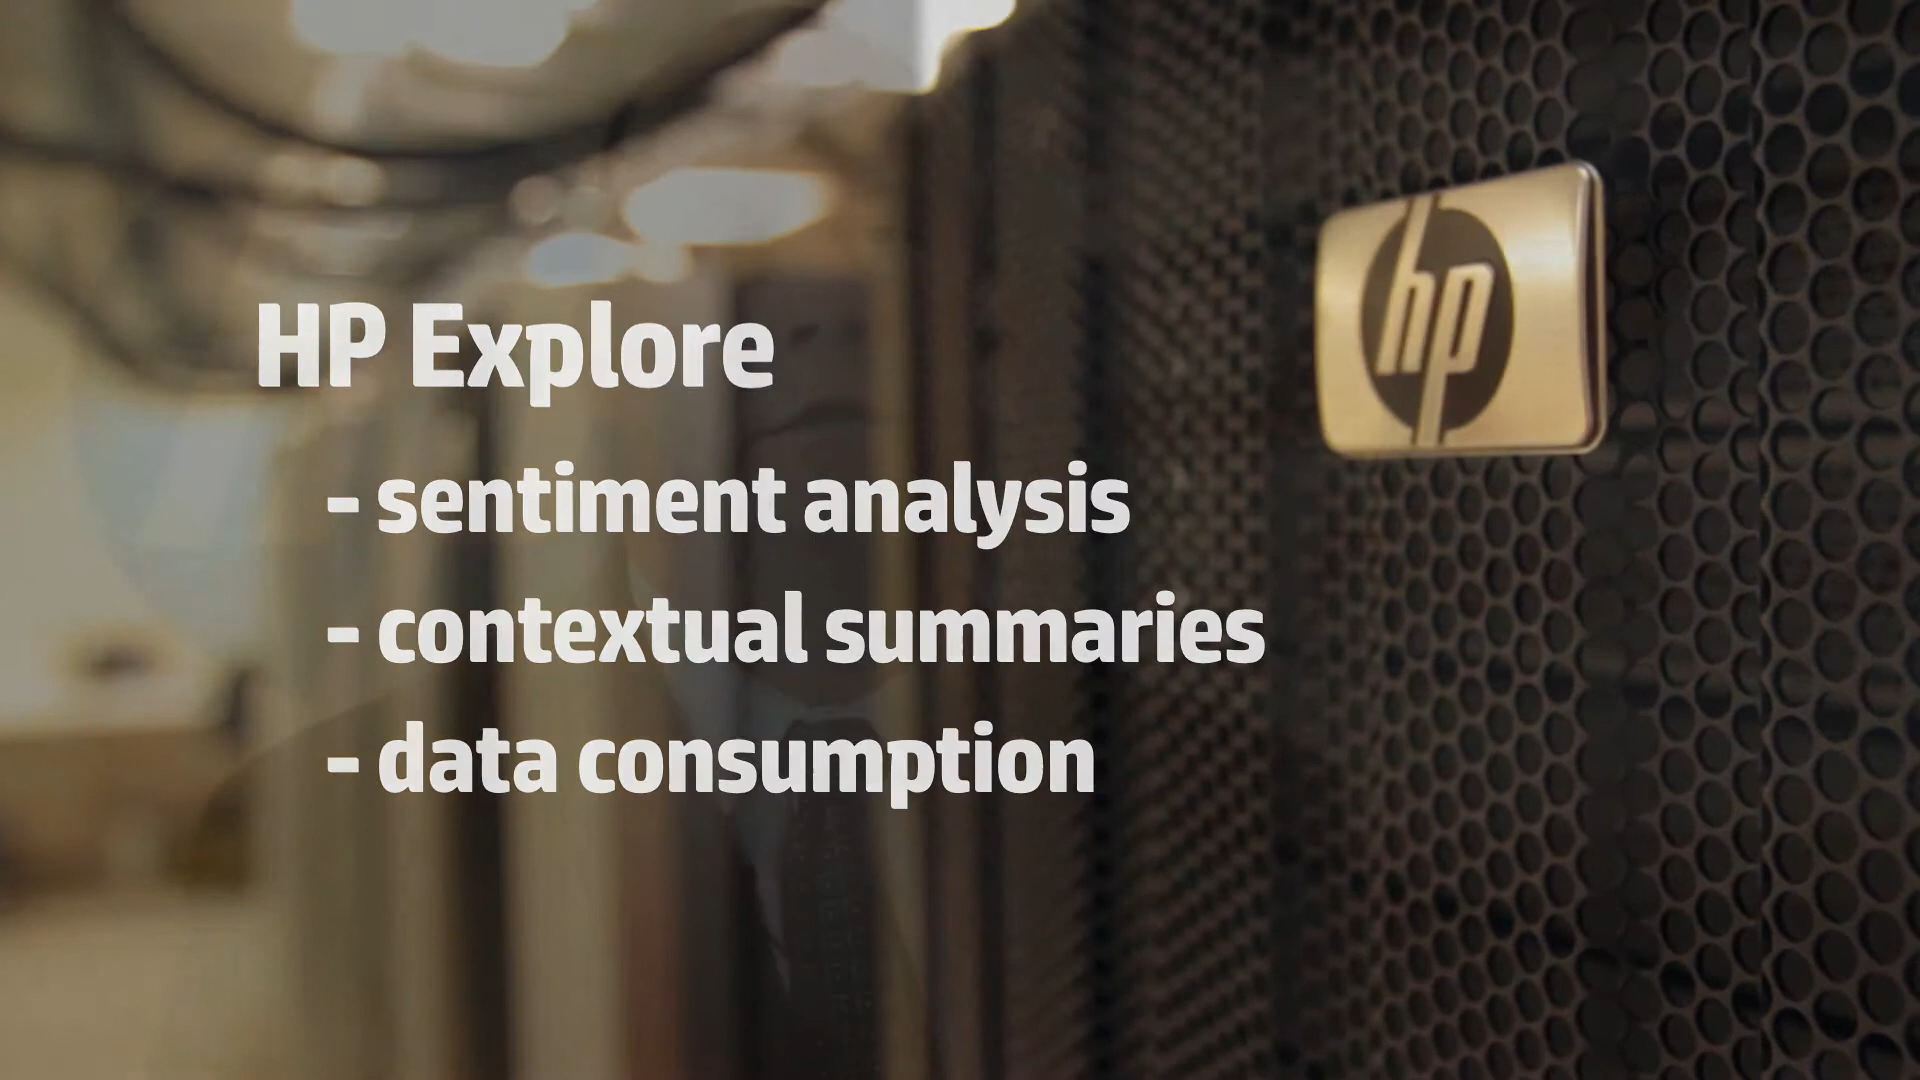 hp
HP Explore
- sentiment analysis
- contextual summaries
- data consumption